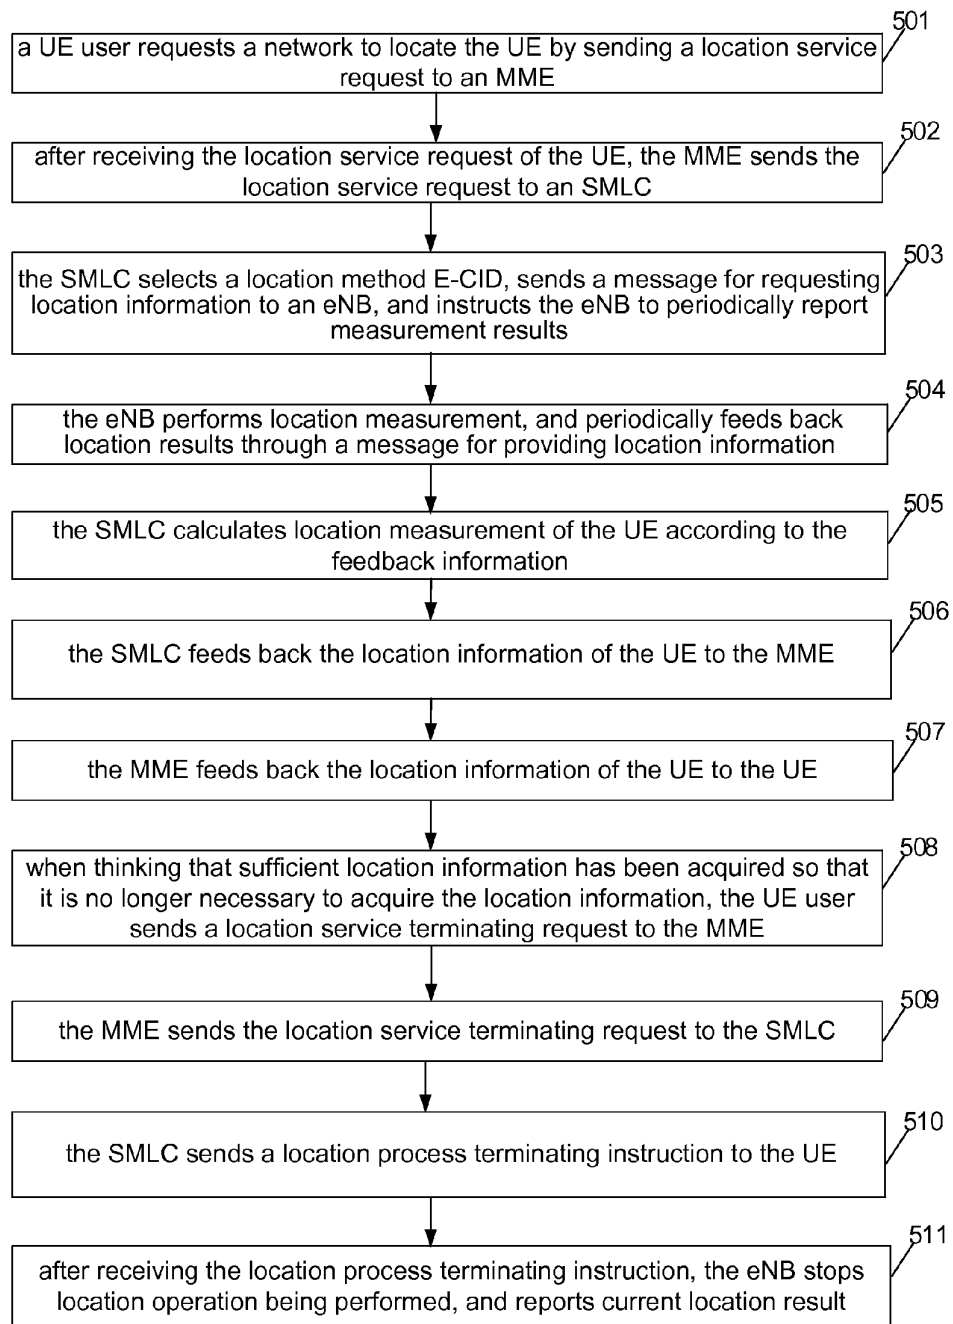 501
a UE user requests a network to locate the UE by sending a location service
request to an MME
502
after receiving the location service request of the UE, the MME sends the
location service request to an SMLC
503
the SMLC selects a location method E-CID, sends a message for requesting
location information to an eNB, and instructs the eNB to periodically report
measurement results
504
the eNB performs location measurement, and periodically feeds back
location results through a message for providing location information
505
the SMLC calculates location measurement of the UE according to the
feedback information
506
the SMLC feeds back the location information of the UE to the MME
507
the MME feeds back the location information of the UE to the UE
508
when thinking that sufficient location information has been acquired so that
it is no longer necessary to acquire the location information, the UE user
sends a location service terminating request to the MME
509
the MME sends the location service terminating request to the SMLC
510
the SMLC sends a location process terminating instruction to the UE
511
after receiving the location process terminating instruction, the eNB stops
location operation being performed, and reports current location result